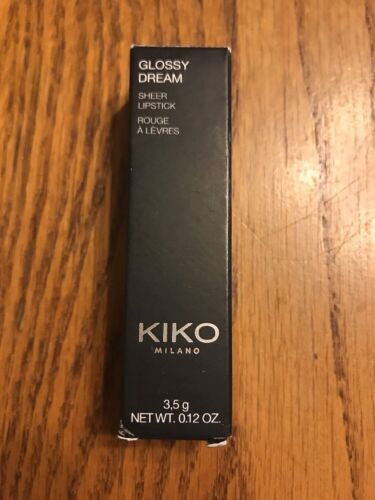 GLOSSY
DREAM
SHEER
LIPSTICK
ROUGE
À LÈVRES
KIKO
MILANO
3,5 g
NET WT. 0.12 OZ.